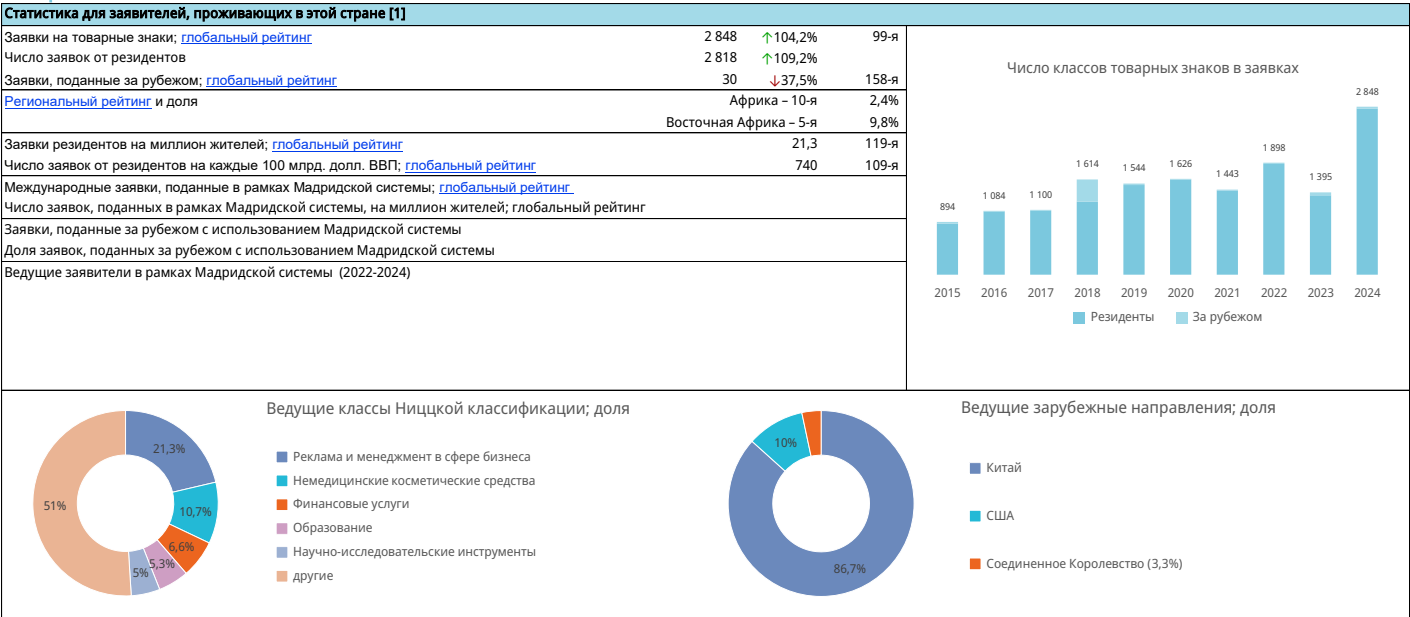 Статистика для заявителей, проживающих в этой стране [1]
Заявки на товарные знаки; глобальный рейтинг 2 848 ↑104,2% 99-я
Число заявок от резидентов 2 818 ↑109,2%
Заявки, поданные за рубежом; глобальный рейтинг 30 ↓37,5% 158-я
Региональный рейтинг и доля Африка – 10-я 2,4%
Восточная Африка – 5-я 9,8%
Заявки резидентов на миллион жителей; глобальный рейтинг 21,3 119-я
Число заявок от резидентов на каждые 100 млрд. долл. ВВП; глобальный рейтинг 740 109-я
Международные заявки, поданные в рамках Мадридской системы; глобальный рейтинг
Число заявок, поданных в рамках Мадридской системы, на миллион жителей; глобальный рейтинг
Заявки, поданные за рубежом с использованием Мадридской системы
Доля заявок, поданных за рубежом с использованием Мадридской системы
Ведущие заявители в рамках Мадридской системы (2022-2024)
Число классов товарных знаков в заявках
894 1 084 1 100 1 614 1 544 1 626 1 443 1 898 1 395 2 848
2015 2016 2017 2018 2019 2020 2021 2022 2023 2024
Резиденты За рубежом
Ведущие классы Ниццкой классификации; доля
21,3%
10,7%
6,6%
5,3%
5%
51%
Реклама и менеджмент в сфере бизнеса
Немедицинские косметические средства
Финансовые услуги
Образование
Научно-исследовательские инструменты
другие
Ведущие зарубежные направления; доля
10%
86,7%
Китай
США
Соединенное Королевство (3,3%)